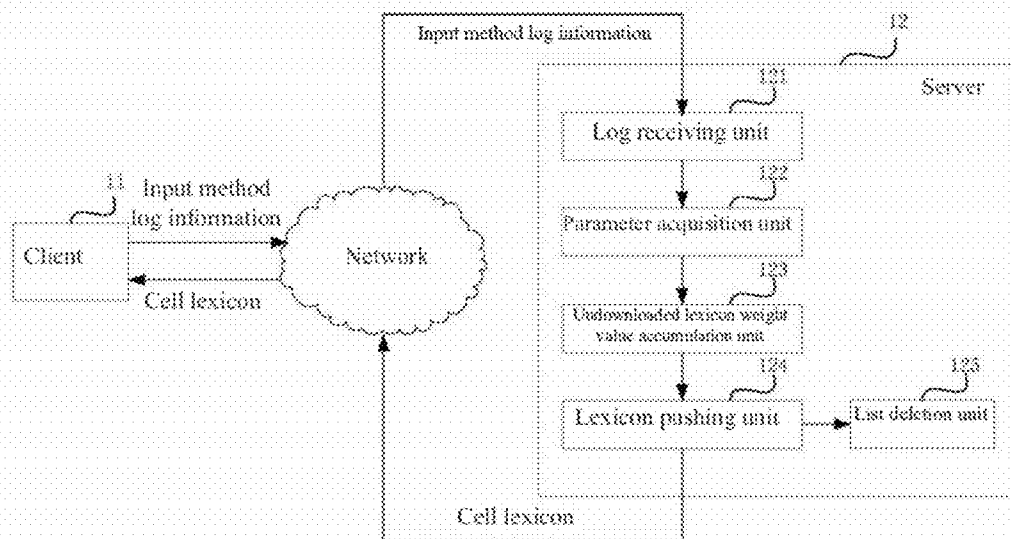 Input method log information
12
Server
121
Log receiving unit
122
Parameter acquisition unit
123
Undownloaded lexicon weight
value accumulation unit
124
Lexicon pushing unit
125
List deletion unit
11
Client
Input method
log information
Cell lexicon
Network
Cell lexicon